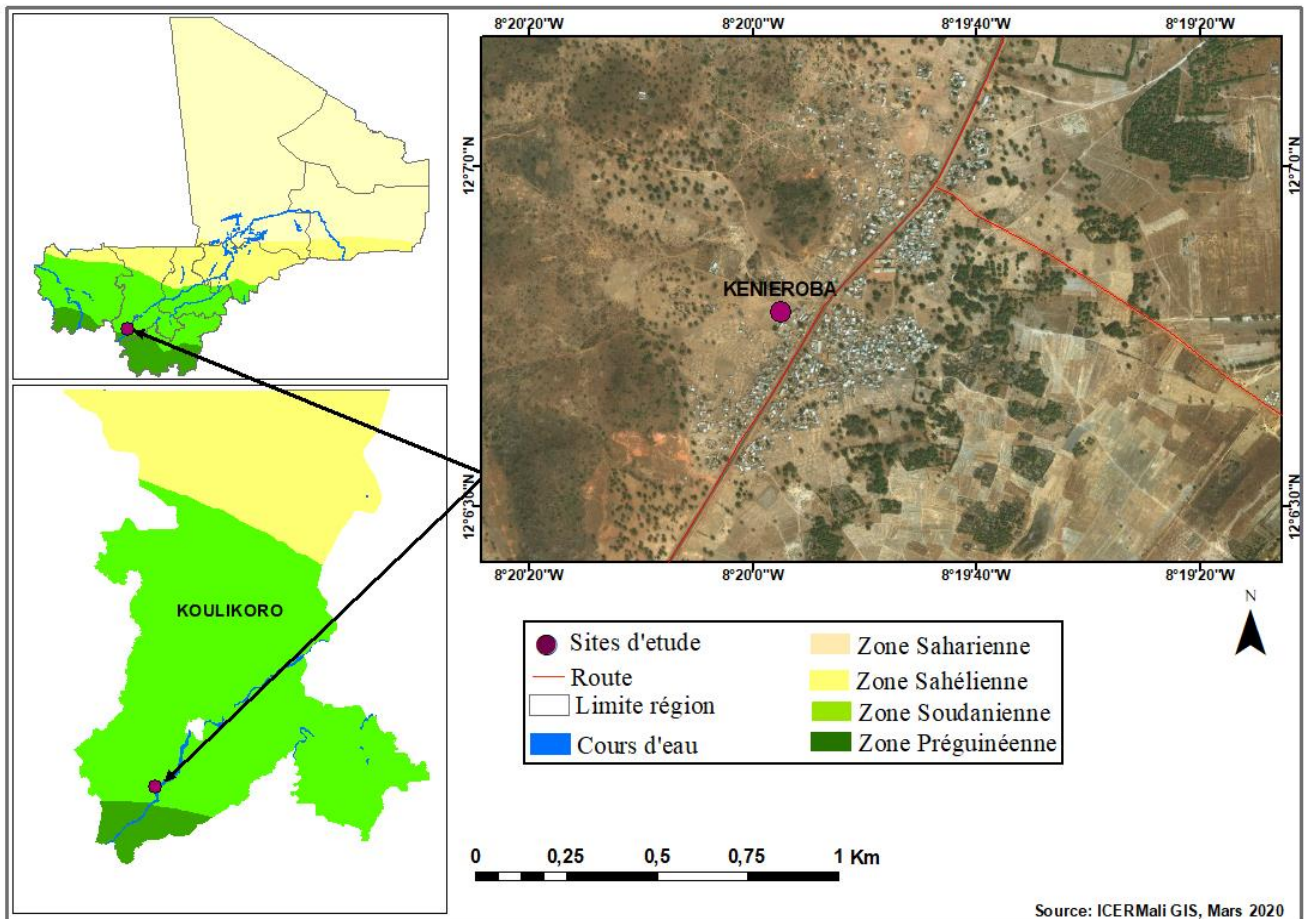 8°20'20"W 8°20'0"W 8°19'40"W 8°19'20"W
12°7'0"N 12°7'0"N
KENIEROBA
12°6'30"N 12°6'30"N
8°20'20"W 8°20'0"W 8°19'40"W 8°19'20"W
KOULIKORO
N
Sites d'etude
Route
Limite région
Cours d'eau
Zone Saharienne
Zone Sahélienne
Zone Soudanienne
Zone Préguinéenne
0 0,25 0,5 0,75 1 Km
Source: ICERMali GIS, Mars 2020